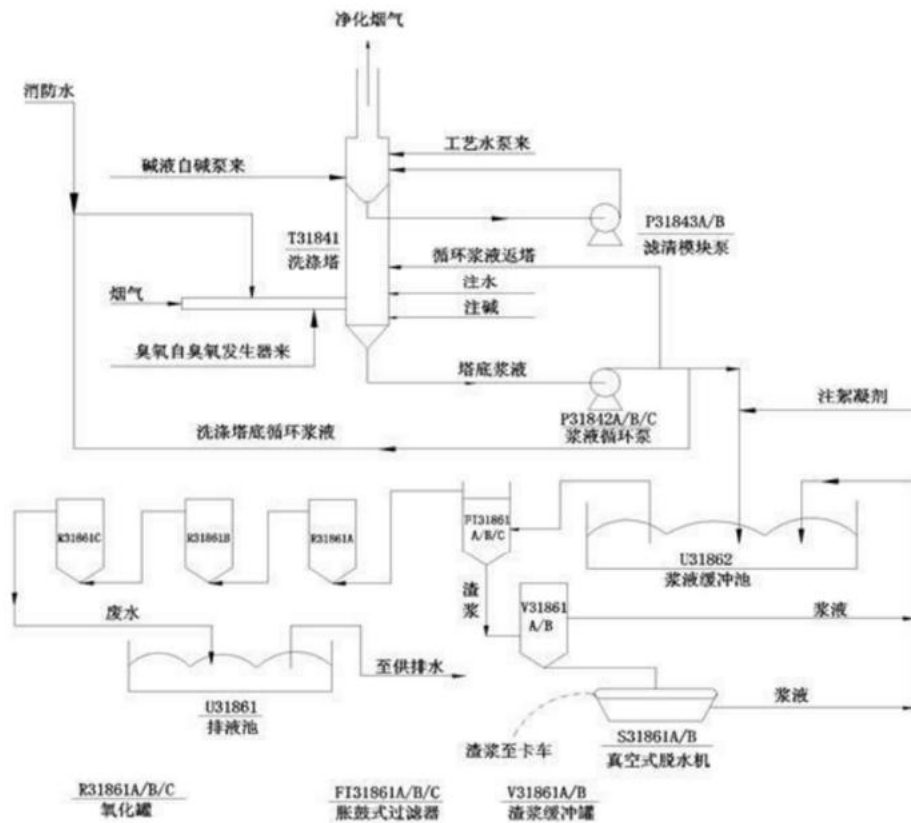 净化烟气
消防水
工艺水泵来
碱液自碱泵来
P31843A/B
滤清模块泵
T31841
洗涤塔
循环浆液返塔
烟气
注水
注碱
臭氧自臭氧发生器来
塔底浆液
注絮凝剂
P31842A/B/C
浆液循环泵
洗涤塔底循环浆液
R31861C
R31861B
R31861A
FI31861
A/B/C
U31862
浆液缓冲池
渣浆
V31861
A/B
浆液
废水
至供排水
U31861
排液池
浆液
渣浆至卡车
S31861A/B
真空式脱水机
R31861A/B/C
氧化罐
FI31861A/B/C
胀鼓式过滤器
V31861A/B
渣浆缓冲罐